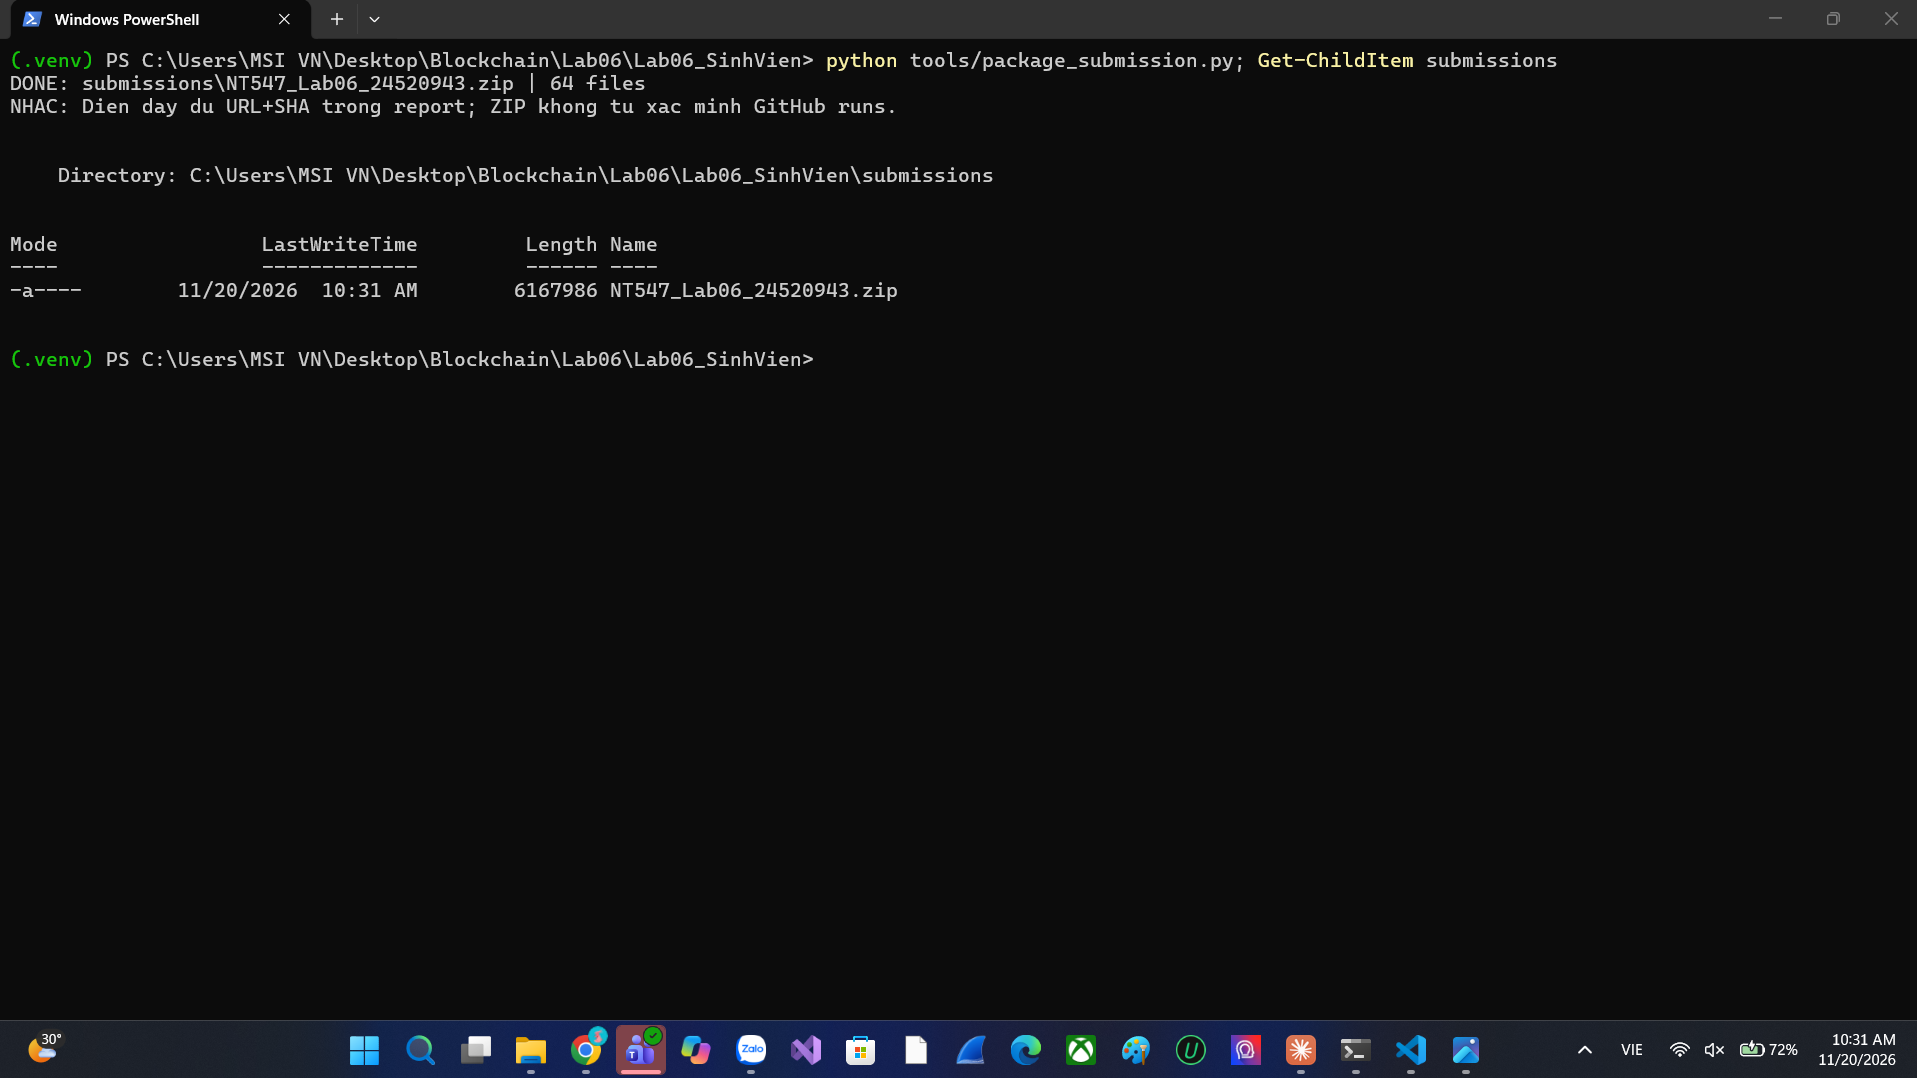 Windows PowerShell
(.venv) PS C:\Users\MSI VN\Desktop\Blockchain\Lab06\Lab06_SinhVien> python tools/package_submission.py; Get-ChildItem submissions
DONE: submissions\NT547_Lab06_24520943.zip | 64 files
NHAC: Dien day du URL+SHA trong report; ZIP khong tu xac minh GitHub runs.
Directory: C:\Users\MSI VN\Desktop\Blockchain\Lab06\Lab06_SinhVien\submissions
Mode LastWriteTime Length Name
---- ------------- ------ ----
-a---- 11/20/2026 10:31 AM 6167986 NT547_Lab06_24520943.zip
(.venv) PS C:\Users\MSI VN\Desktop\Blockchain\Lab06\Lab06_SinhVien>
30°
Zalo
VIE
72%
10:31 AM
11/20/2026